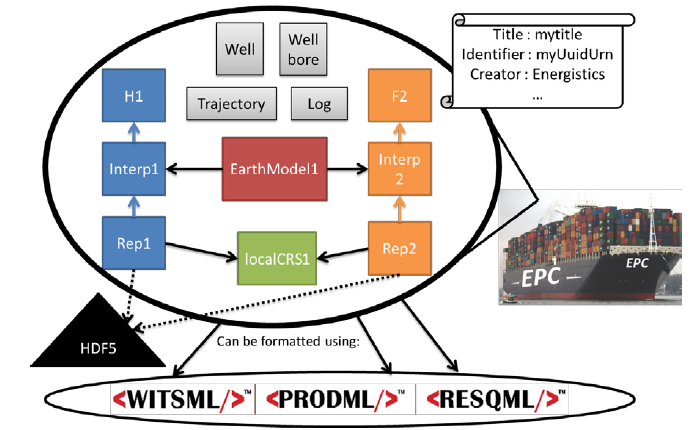 Title : mytitle
Identifier : myUuidUrn
Creator : Energistics
...
Well
Well
bore
H1
Trajectory
Log
F2
Interp1
EarthModel1
Interp
2
Rep1
localCRS1
Rep2
EPC
EPC
HDF5
Can be formatted using:
<WITSML/>™
<PRODML/>™
<RESQML/>™